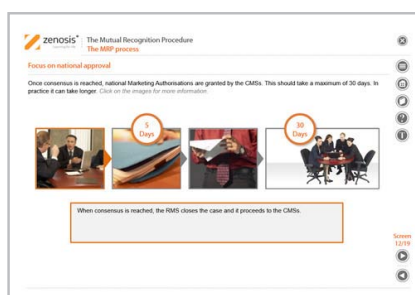 zenosis
The Mutual Recognition Procedure
The MRP process
Focus on national approval
Once consensus is reached, national Marketing Authorisations are granted by the CMSs. This should take a maximum of 30 days. In
practice it can take longer. Click on the images for more information
5
Days
30
Days
When consensus is reached, the RMS closes the case and it proceeds to the CMSs.
Screen
12/19